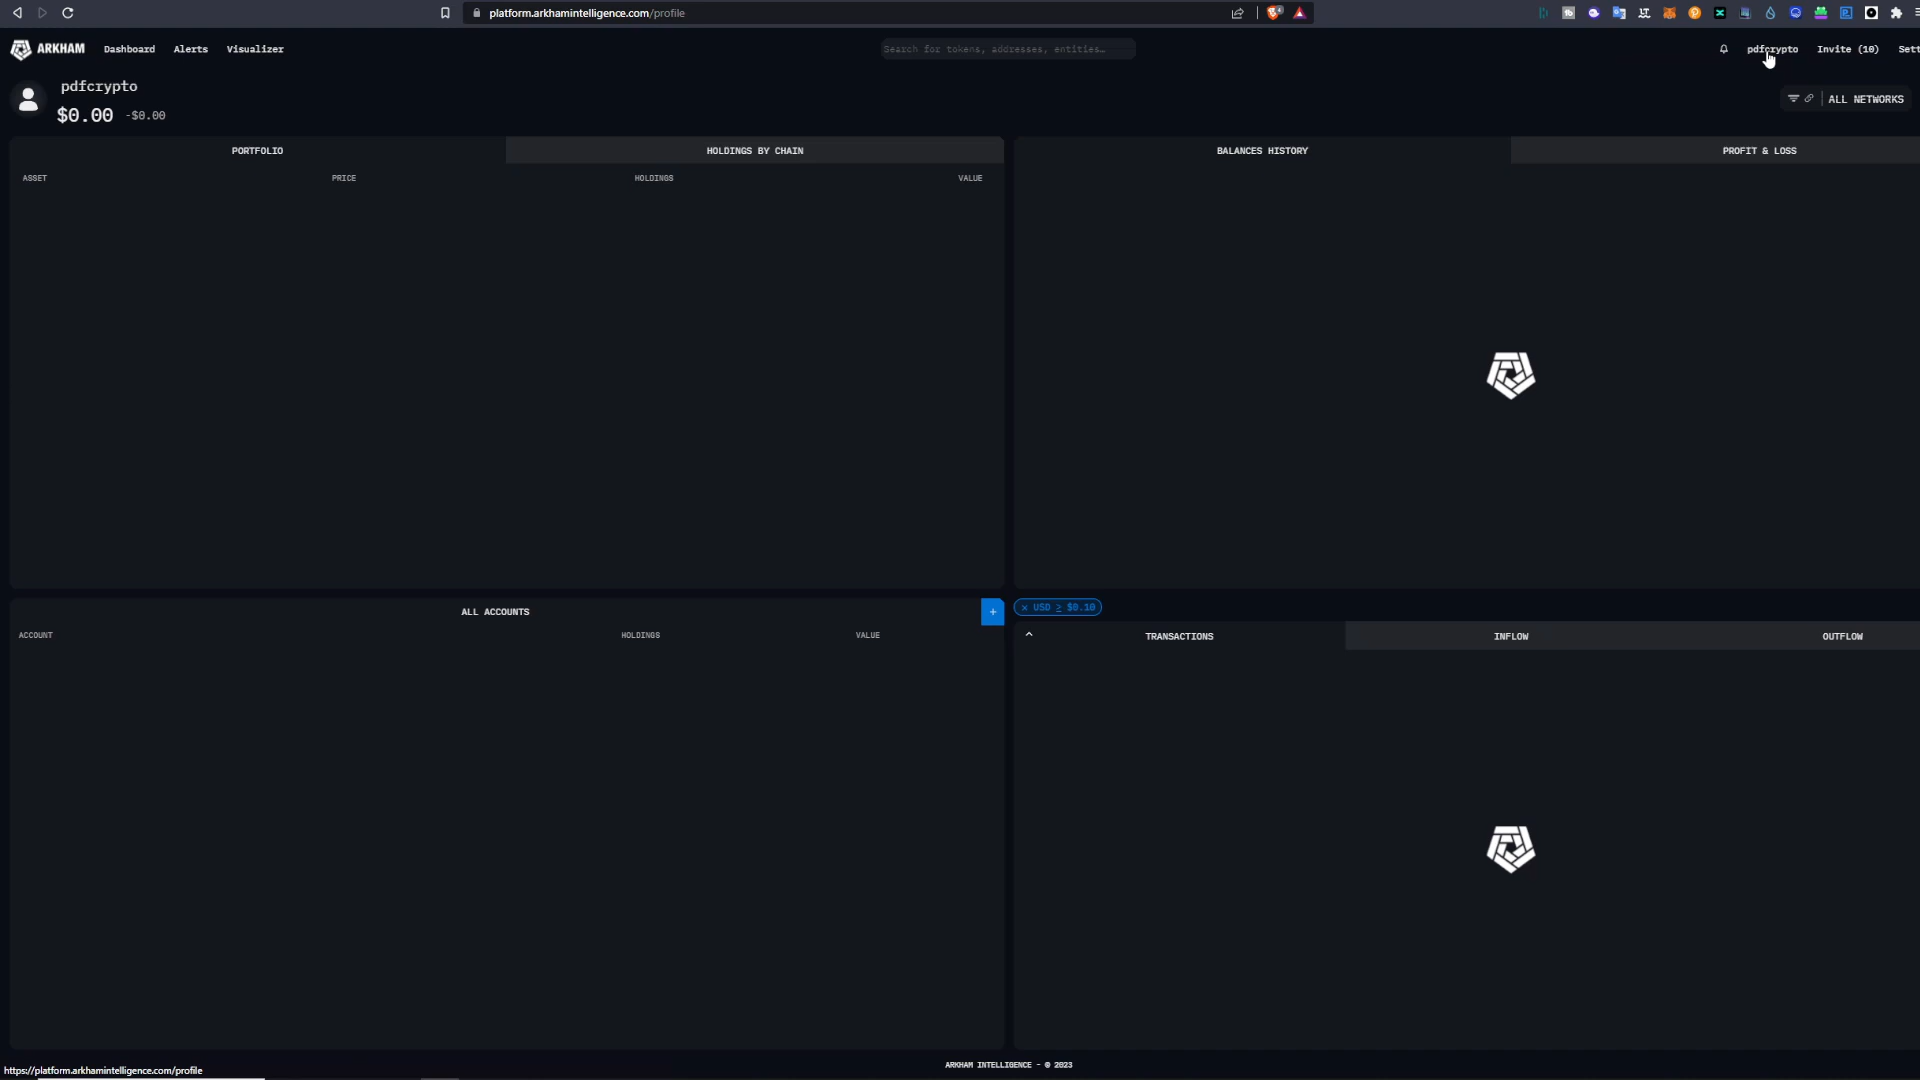 platform.arkhamintelligence.com/profile
ARKHAM Dashboard Alerts Visualizer Search for tokens, addresses, entities… pdfcrypto Invite (10) Sett
pdfcrypto
$0.00 -$0.00
ALL NETWORKS
PORTFOLIO HOLDINGS BY CHAIN BALANCES HISTORY PROFIT & LOSS
ASSET PRICE HOLDINGS VALUE
× USD ≥ $0.10
ALL ACCOUNTS +
ACCOUNT HOLDINGS VALUE
TRANSACTIONS INFLOW OUTFLOW
ARKHAM INTELLIGENCE - © 2023
https://platform.arkhamintelligence.com/profile